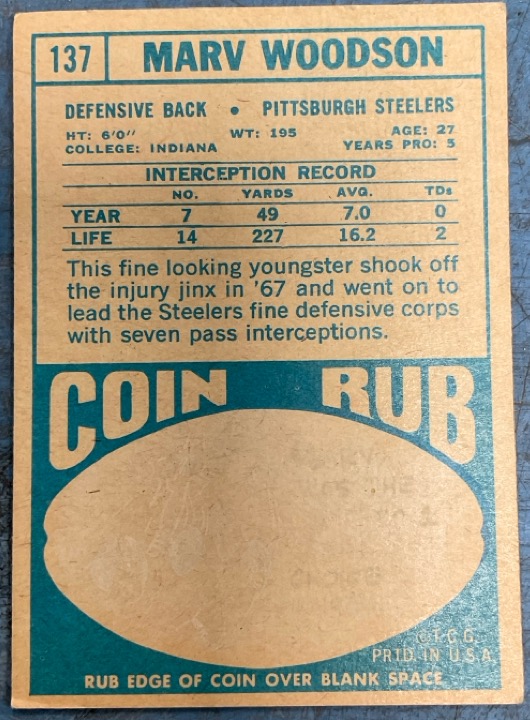 137 MARV WOODSON
DEFENSIVE BACK • PITTSBURGH STEELERS
HT: 6'0" WT: 195 AGE: 27
COLLEGE: INDIANA YEARS PRO: 5
INTERCEPTION RECORD
NO. YARDS AVG. TDs
YEAR 7 49 7.0 0
LIFE 14 227 16.2 2
This fine looking youngster shook off
the injury jinx in '67 and went on to
lead the Steelers fine defensive corps
with seven pass interceptions.
COIN RUB
©T.C.G.
PRTD. IN U.S.A
RUB EDGE OF COIN OVER BLANK SPACE